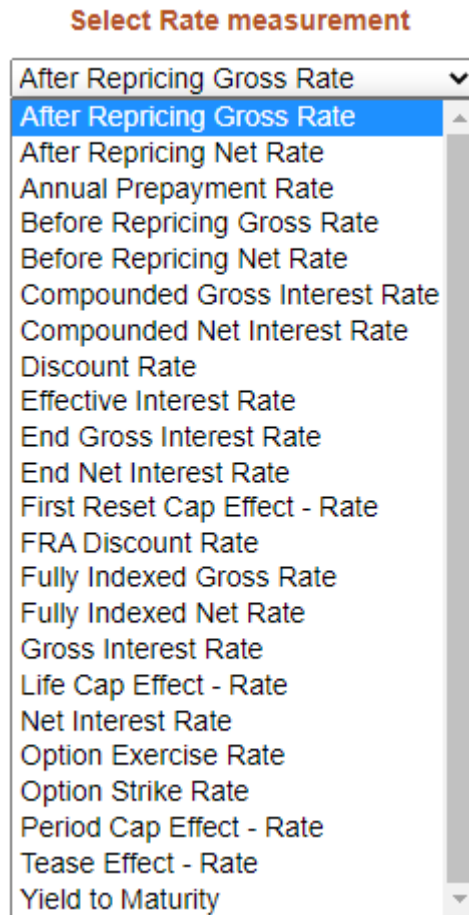 Select Rate measurement
After Repricing Gross Rate
After Repricing Gross Rate
After Repricing Net Rate
Annual Prepayment Rate
Before Repricing Gross Rate
Before Repricing Net Rate
Compounded Gross Interest Rate
Compounded Net Interest Rate
Discount Rate
Effective Interest Rate
End Gross Interest Rate
End Net Interest Rate
First Reset Cap Effect - Rate
FRA Discount Rate
Fully Indexed Gross Rate
Fully Indexed Net Rate
Gross Interest Rate
Life Cap Effect - Rate
Net Interest Rate
Option Exercise Rate
Option Strike Rate
Period Cap Effect - Rate
Tease Effect - Rate
Yield to Maturity